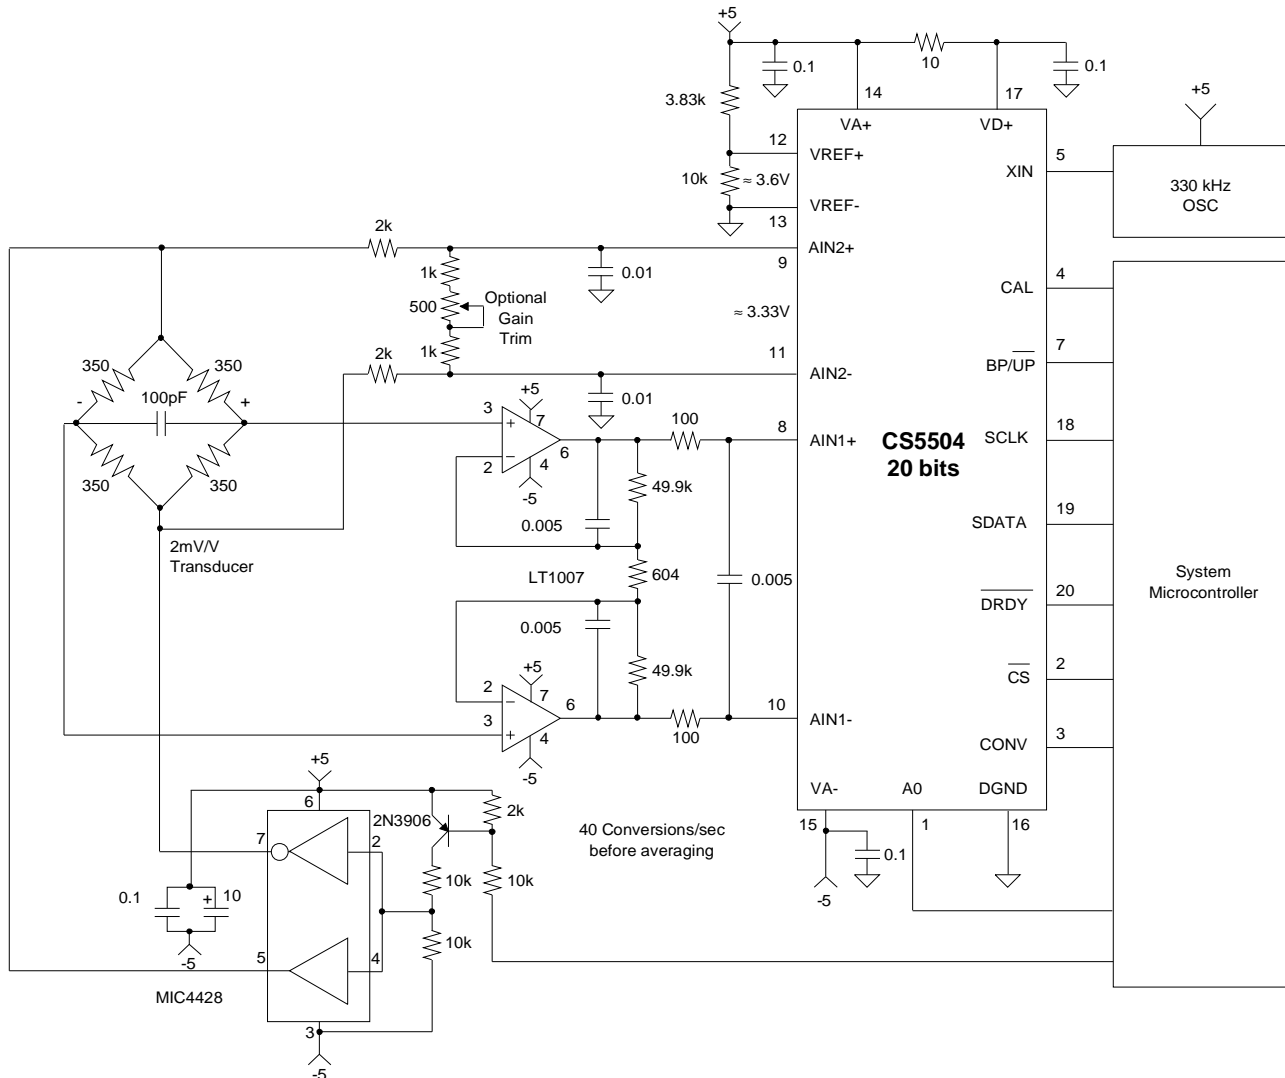 +5
0.1
10
0.1
14
17
+5
3.83k
VA+
VD+
12
VREF+
5
XIN
330 kHz
OSC
10k
≈ 3.6V
VREF-
13
2k
AIN2+
9
1k
0.01
4
CAL
500
Optional
Gain
Trim
≈ 3.33V
1k
11
7
BP/UP
2k
AIN2-
350
350
100pF
-
+
+5
0.01
3
+
7
100
8
AIN1+
CS5504
20 bits
18
SCLK
6
2
−
4
-5
350
350
49.9k
19
SDATA
0.005
2mV/V
Transducer
LT1007
604
0.005
System
Microcontroller
20
DRDY
0.005
+5
49.9k
2
CS
2
−
7
6
10
AIN1-
3
+
4
100
3
CONV
-5
+5
VA-
A0
DGND
6
2N3906
2k
15
1
16
7
2
40 Conversions/sec
before averaging
0.1
-5
10k
10k
0.1
+
10
10k
-5
5
4
MIC4428
3
-5